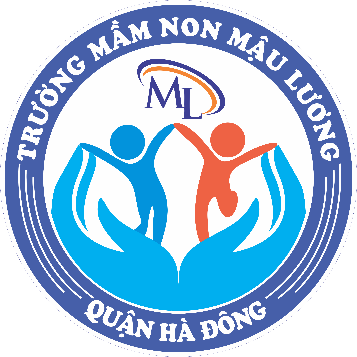 TRƯỜNG MẦM NON MẬU LƯƠNG
ML
QUẬN HÀ ĐÔNG